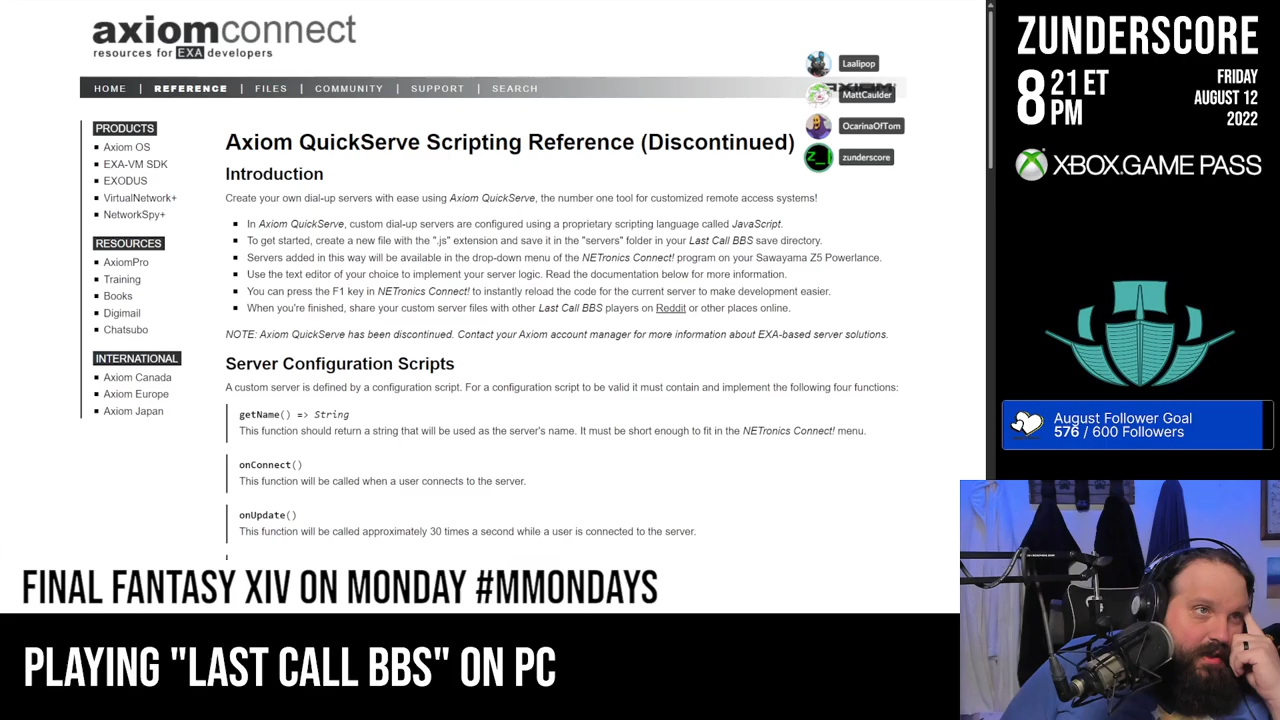 axiomconnect
resources for EXA developers
HOME | REFERENCE | FILES | COMMUNITY | SUPPORT | SEARCH
PRODUCTS
Axiom OS
EXA-VM SDK
EXODUS
VirtualNetwork+
NetworkSpy+
RESOURCES
AxiomPro
Training
Books
Digimail
Chatsubo
INTERNATIONAL
Axiom Canada
Axiom Europe
Axiom Japan
Axiom QuickServe Scripting Reference (Discontinued)
Introduction
Create your own dial-up servers with ease using Axiom QuickServe, the number one tool for customized remote access systems!
In Axiom QuickServe, custom dial-up servers are configured using a proprietary scripting language called JavaScript.
To get started, create a new file with the ".js" extension and save it in the "servers" folder in your Last Call BBS save directory.
Servers added in this way will be available in the drop-down menu of the NETronics Connect! program on your Sawayama Z5 Powerlance.
Use the text editor of your choice to implement your server logic. Read the documentation below for more information.
You can press the F1 key in NETronics Connect! to instantly reload the code for the current server to make development easier.
When you're finished, share your custom server files with other Last Call BBS players on Reddit or other places online.
NOTE: Axiom QuickServe has been discontinued. Contact your Axiom account manager for more information about EXA-based server solutions.
Server Configuration Scripts
A custom server is defined by a configuration script. For a configuration script to be valid it must contain and implement the following four functions:
getName() => String
This function should return a string that will be used as the server's name. It must be short enough to fit in the NETronics Connect! menu.
onConnect()
This function will be called when a user connects to the server.
onUpdate()
This function will be called approximately 30 times a second while a user is connected to the server.
Laalipop
MattCaulder
OcarinaOfTom
z_
zunderscore
ZUNDERSCORE
8 21 ET
PM
FRIDAY
AUGUST 12
2022
XBOX GAME PASS
August Follower Goal
576 / 600 Followers
FINAL FANTASY XIV ON MONDAY #MMONDAYS
PLAYING "LAST CALL BBS" ON PC